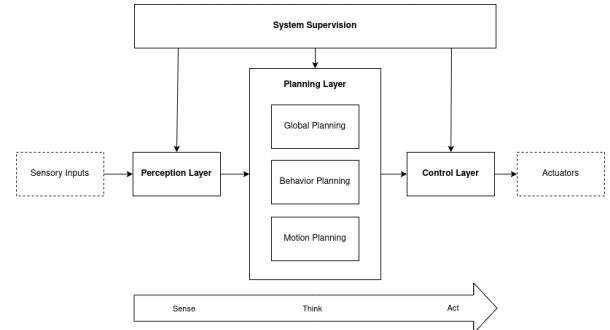 System Supervision
Planning Layer
Global Planning
Sensory Inputs
Perception Layer
Behavior Planning
Control Layer
Actuators
Motion Planning
Sense
Think
Act